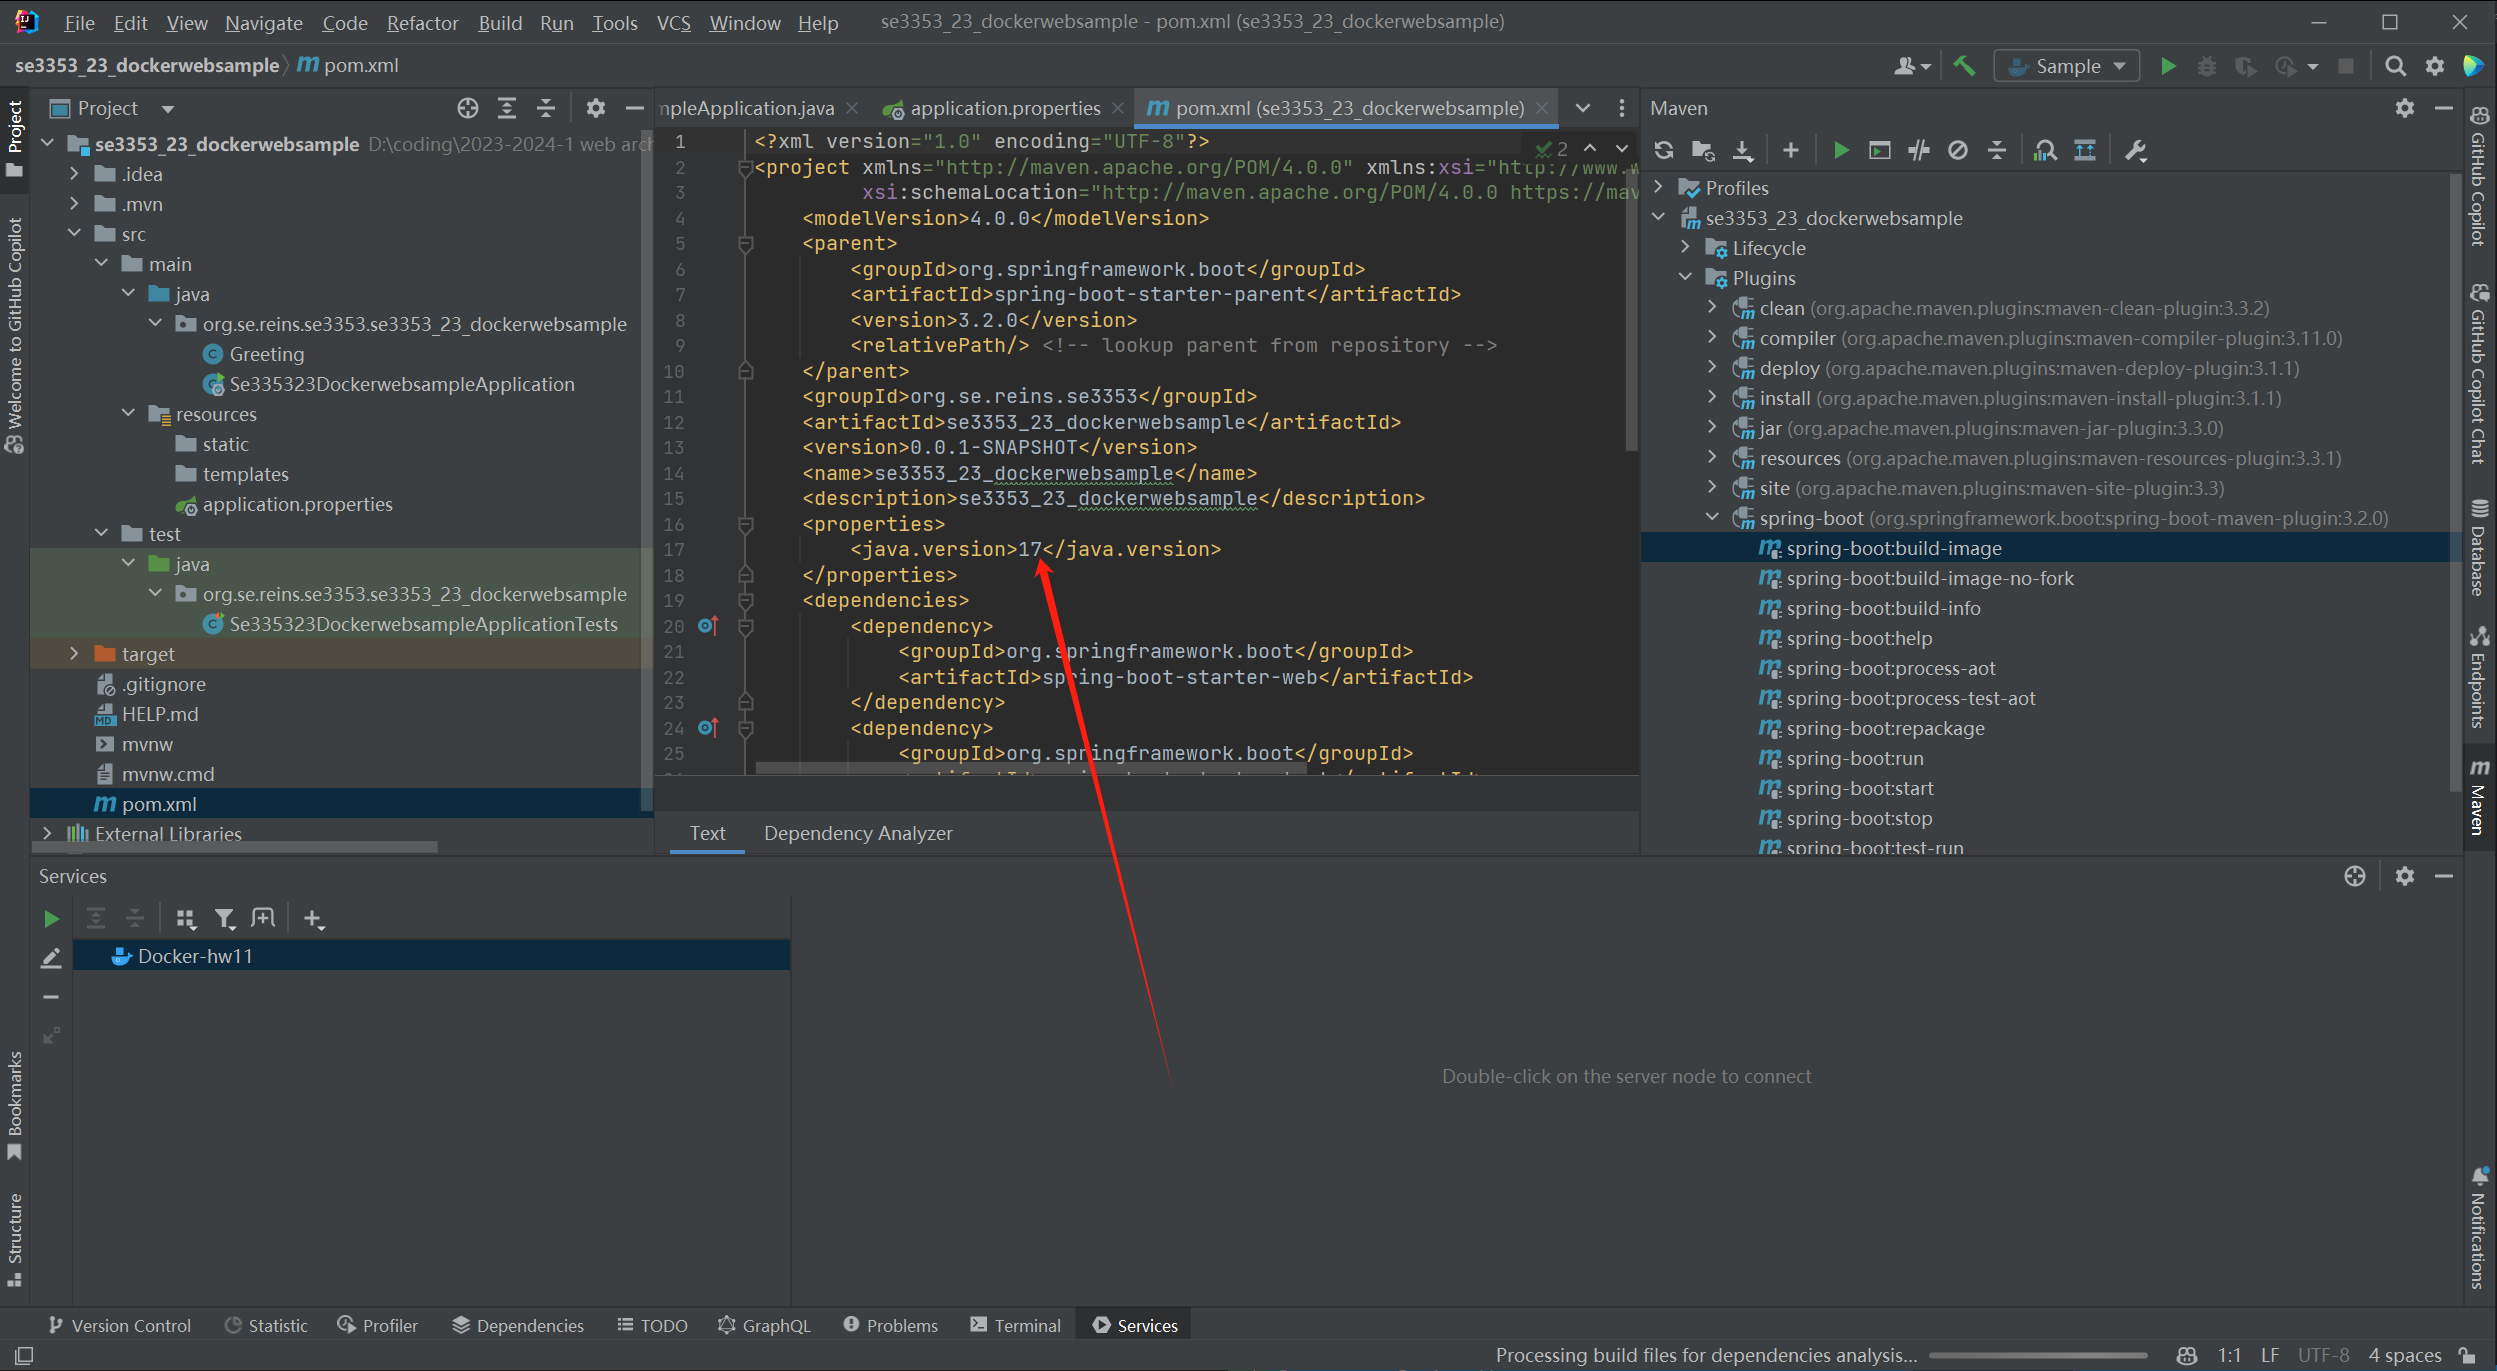 File Edit View Navigate Code Refactor Build Run Tools VCS Window Help se3353_23_dockerwebsample - pom.xml (se3353_23_dockerwebsample)
se3353_23_dockerwebsample pom.xml Sample
Project
mpleApplication.java application.properties pom.xml (se3353_23_dockerwebsample)
Maven
se3353_23_dockerwebsample D:\coding\2023-2024-1 web arch
.idea
.mvn
src
main
java
org.se.reins.se3353.se3353_23_dockerwebsample
Greeting
Se335323DockerwebsampleApplication
resources
static
templates
application.properties
test
java
org.se.reins.se3353.se3353_23_dockerwebsample
Se335323DockerwebsampleApplicationTests
target
.gitignore
HELP.md
mvnw
mvnw.cmd
pom.xml
External Libraries
1 <?xml version="1.0" encoding="UTF-8"?>
2 <project xmlns="http://maven.apache.org/POM/4.0.0" xmlns:xsi="http://www.w
3 xsi:schemaLocation="http://maven.apache.org/POM/4.0.0 https://mav
4 <modelVersion>4.0.0</modelVersion>
5 <parent>
6 <groupId>org.springframework.boot</groupId>
7 <artifactId>spring-boot-starter-parent</artifactId>
8 <version>3.2.0</version>
9 <relativePath/> <!-- lookup parent from repository -->
10 </parent>
11 <groupId>org.se.reins.se3353</groupId>
12 <artifactId>se3353_23_dockerwebsample</artifactId>
13 <version>0.0.1-SNAPSHOT</version>
14 <name>se3353_23_dockerwebsample</name>
15 <description>se3353_23_dockerwebsample</description>
16 <properties>
17 <java.version>17</java.version>
18 </properties>
19 <dependencies>
20 <dependency>
21 <groupId>org.springframework.boot</groupId>
22 <artifactId>spring-boot-starter-web</artifactId>
23 </dependency>
24 <dependency>
25 <groupId>org.springframework.boot</groupId>
2
Text Dependency Analyzer
Profiles
se3353_23_dockerwebsample
Lifecycle
Plugins
clean (org.apache.maven.plugins:maven-clean-plugin:3.3.2)
compiler (org.apache.maven.plugins:maven-compiler-plugin:3.11.0)
deploy (org.apache.maven.plugins:maven-deploy-plugin:3.1.1)
install (org.apache.maven.plugins:maven-install-plugin:3.1.1)
jar (org.apache.maven.plugins:maven-jar-plugin:3.3.0)
resources (org.apache.maven.plugins:maven-resources-plugin:3.3.1)
site (org.apache.maven.plugins:maven-site-plugin:3.3)
spring-boot (org.springframework.boot:spring-boot-maven-plugin:3.2.0)
spring-boot:build-image
spring-boot:build-image-no-fork
spring-boot:build-info
spring-boot:help
spring-boot:process-aot
spring-boot:process-test-aot
spring-boot:repackage
spring-boot:run
spring-boot:start
spring-boot:stop
spring-boot:test-run
Project
Welcome to GitHub Copilot
Bookmarks
Structure
GitHub Copilot
GitHub Copilot Chat
Database
Endpoints
Maven
Notifications
Services
Docker-hw11
Double-click on the server node to connect
Version Control Statistic Profiler Dependencies TODO GraphQL Problems Terminal Services
Processing build files for dependencies analysis... 1:1 LF UTF-8 4 spaces